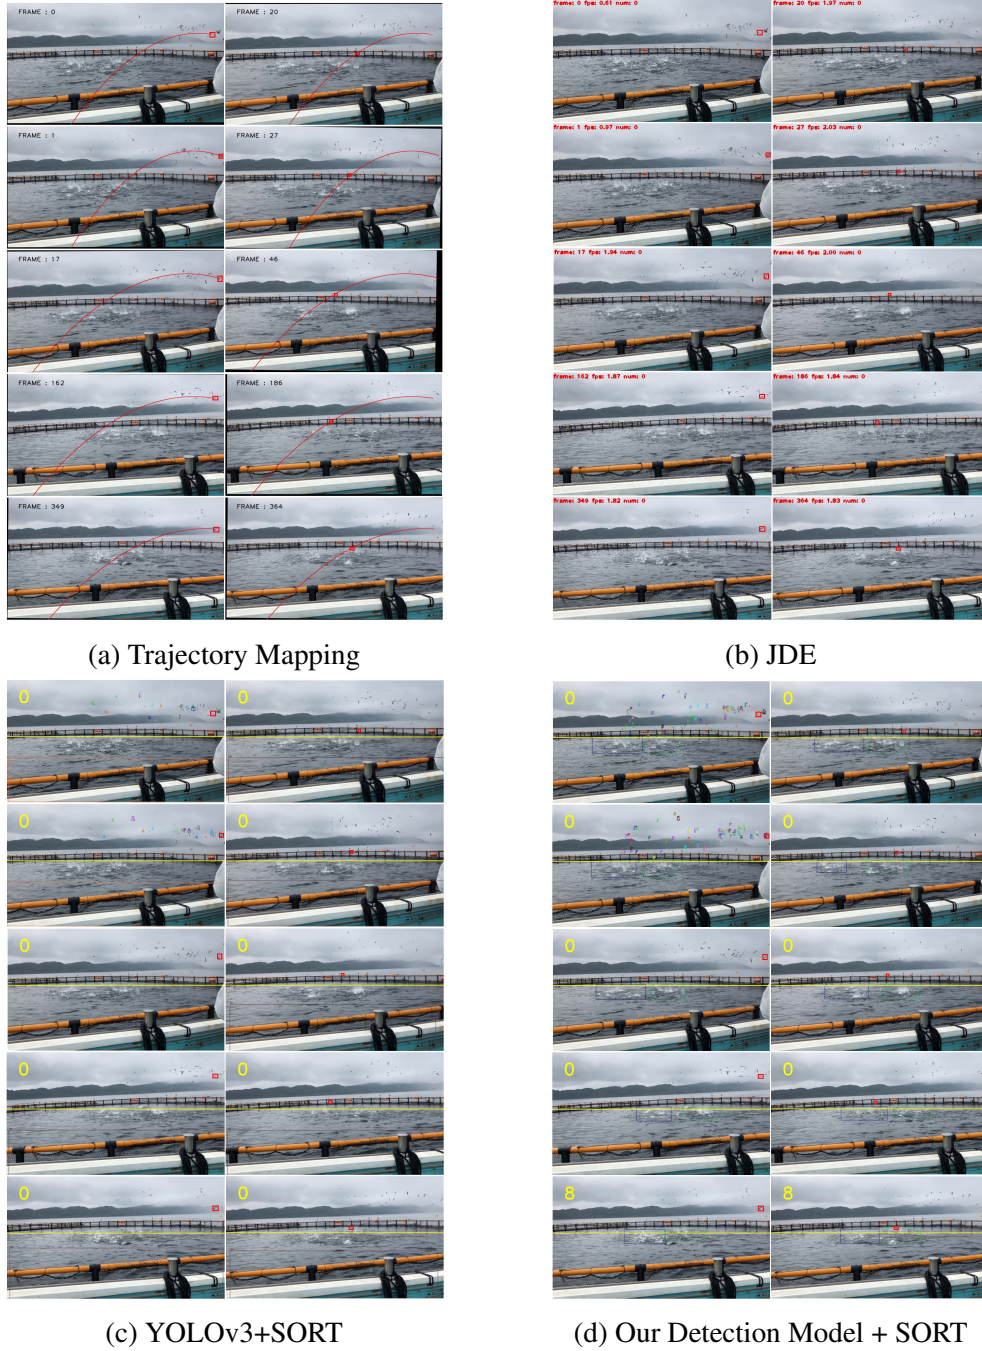 FRAME : 0
FRAME : 20
FRAME : 1
FRAME : 27
FRAME : 17
FRAME : 46
FRAME : 162
FRAME : 186
FRAME : 349
FRAME : 364
(a) Trajectory Mapping
frame: 0 fps: 0.61 num: 0
frame: 20 fps: 1.97 num: 0
frame: 1 fps: 0.97 num: 0
frame: 27 fps: 2.03 num: 0
frame: 17 fps: 1.94 num: 0
frame: 46 fps: 2.00 num: 0
frame: 162 fps: 1.87 num: 0
frame: 186 fps: 1.84 num: 0
frame: 349 fps: 1.82 num: 0
frame: 364 fps: 1.83 num: 0
(b) JDE
0
0
0
0
0
0
0
0
0
0
(c) YOLOv3+SORT
0
0
0
0
0
0
0
0
8
8
(d) Our Detection Model + SORT